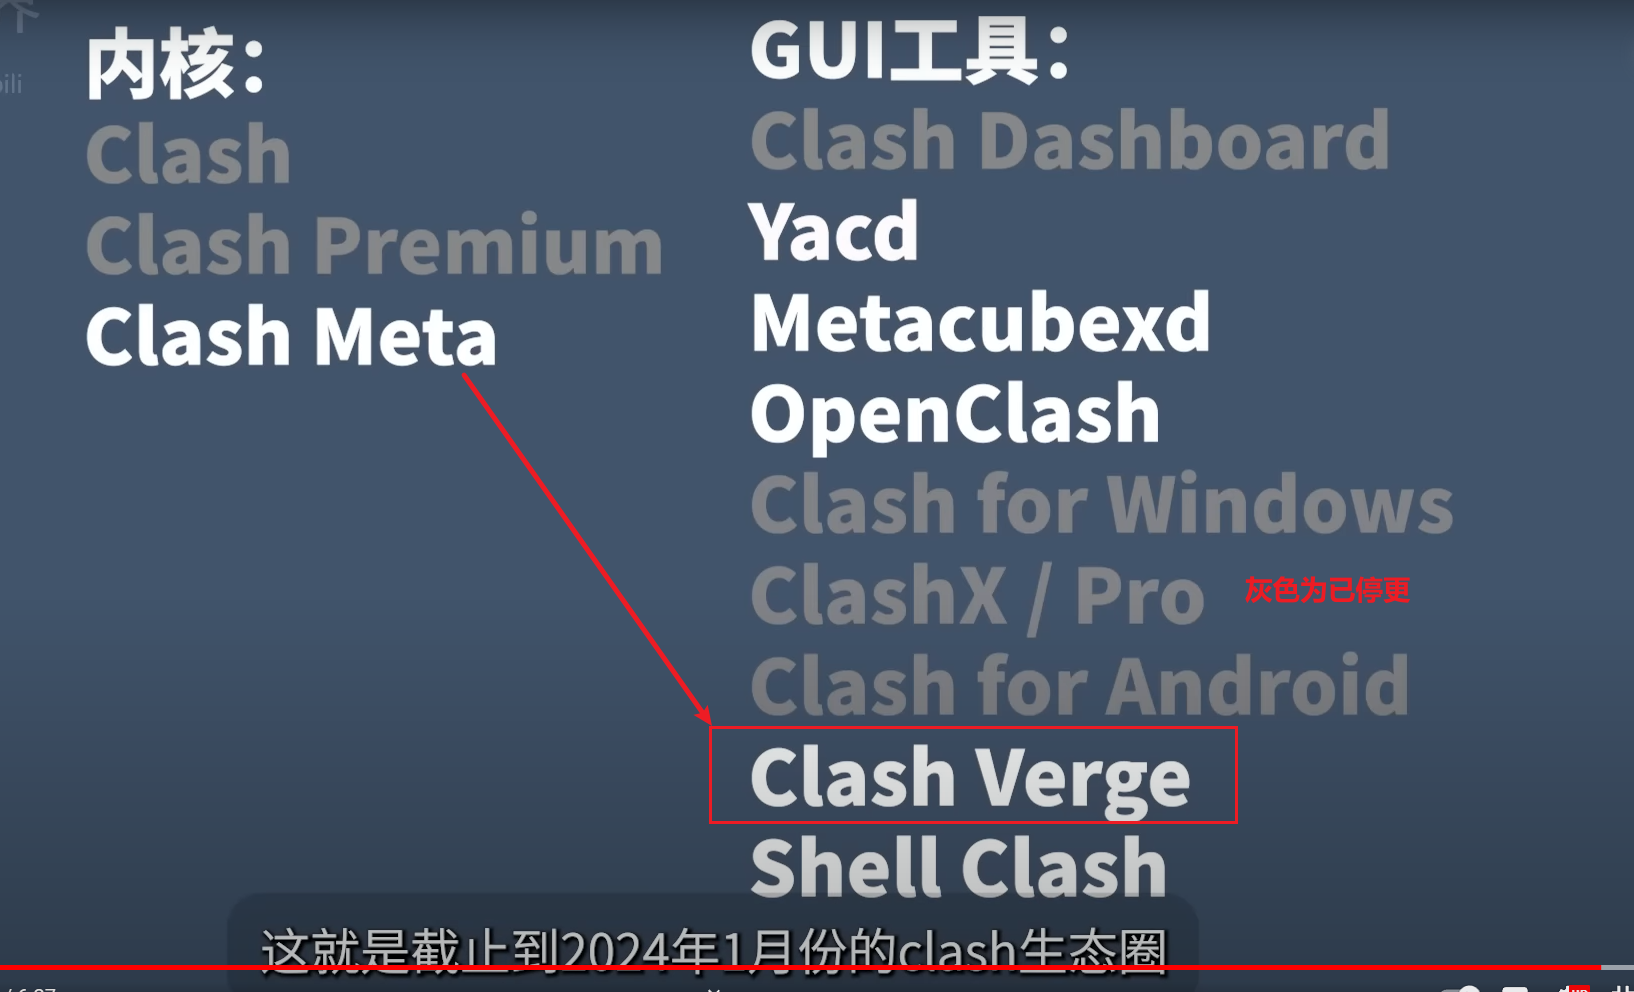 内核：
Clash
Clash Premium
Clash Meta
GUI工具：
Clash Dashboard
Yacd
Metacubexd
OpenClash
Clash for Windows
ClashX / Pro
灰色为已停更
Clash for Android
Clash Verge
Shell Clash
这就是截止到2024年1月份的clash生态圈